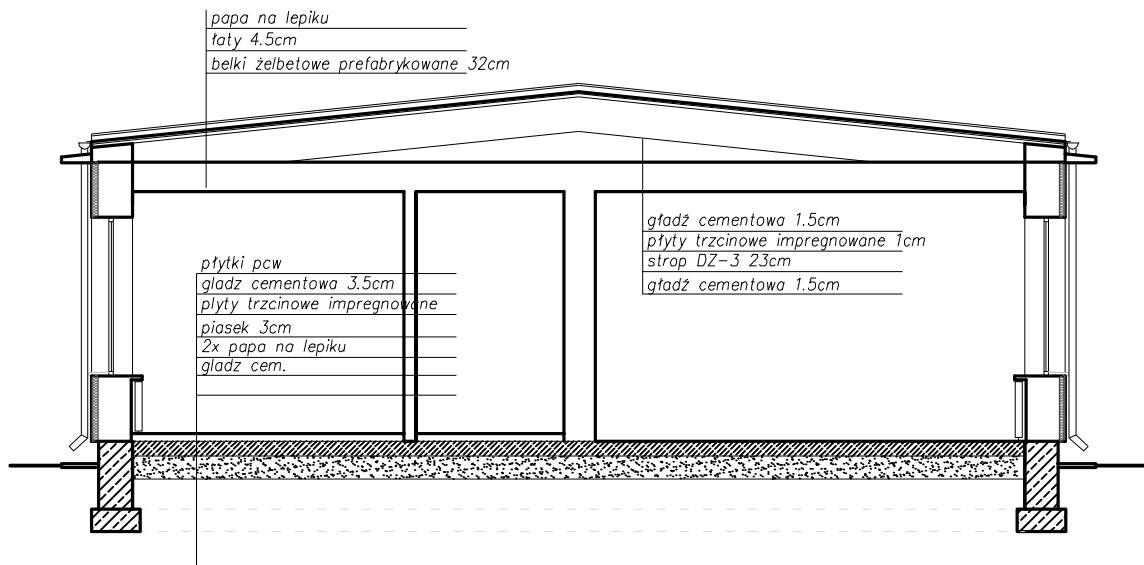 papa na lepiku
łaty 4.5cm
belki żelbetowe prefabrykowane 32cm
gładź cementowa 1.5cm
płyty trzcinowe impregnowane 1cm
strop DZ-3 23cm
gładź cementowa 1.5cm
płytki pcw
gladz cementowa 3.5cm
plyty trzcinowe impregnowane
piasek 3cm
2x papa na lepiku
gladz cem.